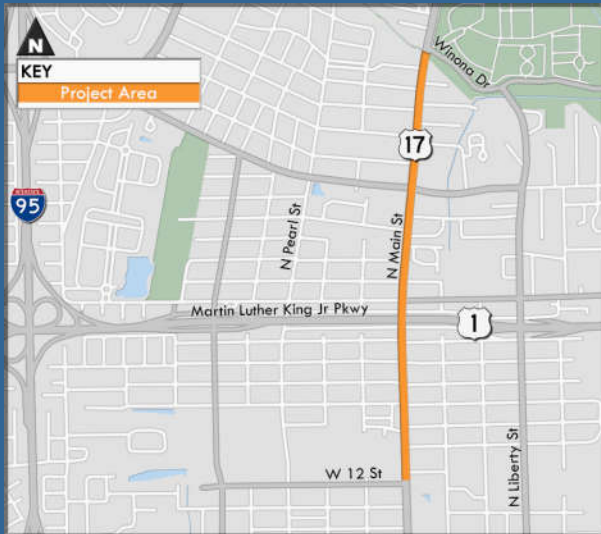 N
KEY
Project Area
Winona Dr
17
INTERSTATE
95
N Pearl St
N Main St
Martin Luther King Jr Pkwy
1
W 12 St
N Liberty St